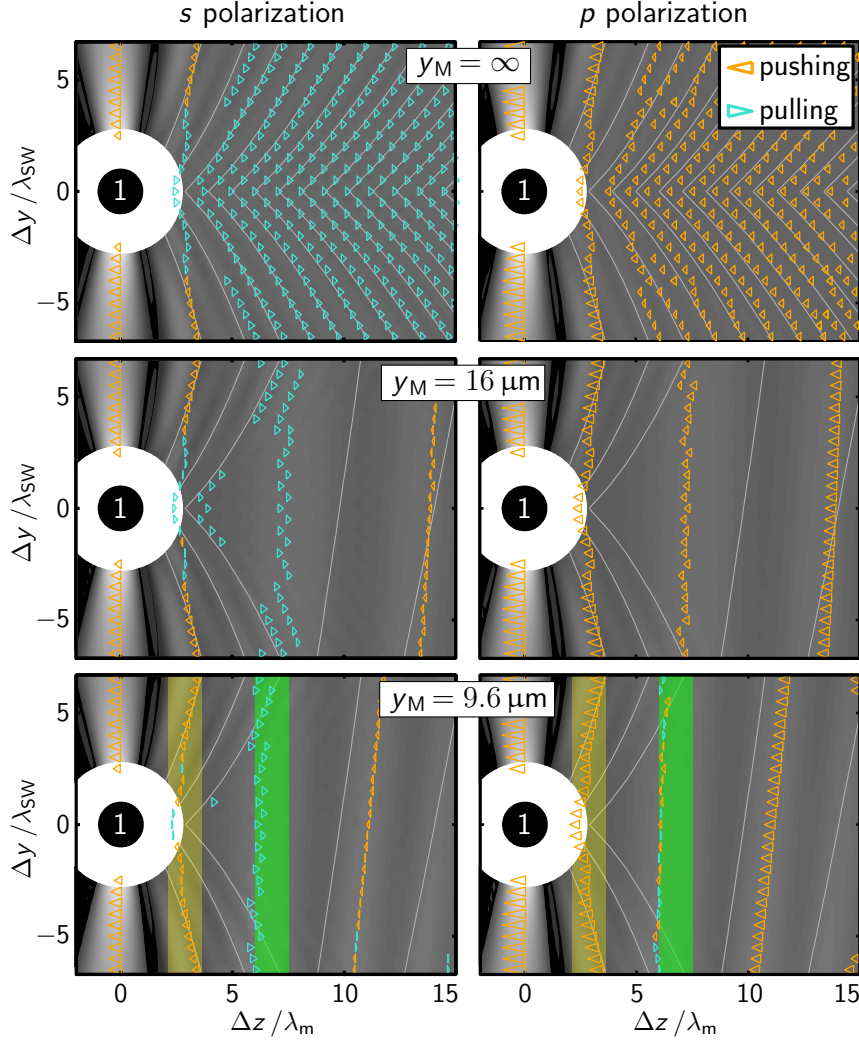 s polarization p polarization
y_M = ∞
pushing
pulling
5
0
−5
Δy / λ_SW
1
1
y_M = 16 µm
5
0
−5
Δy / λ_SW
1
1
y_M = 9.6 µm
5
0
−5
Δy / λ_SW
1
1
0 5 10 15 0 5 10 15
Δz / λ_m Δz / λ_m